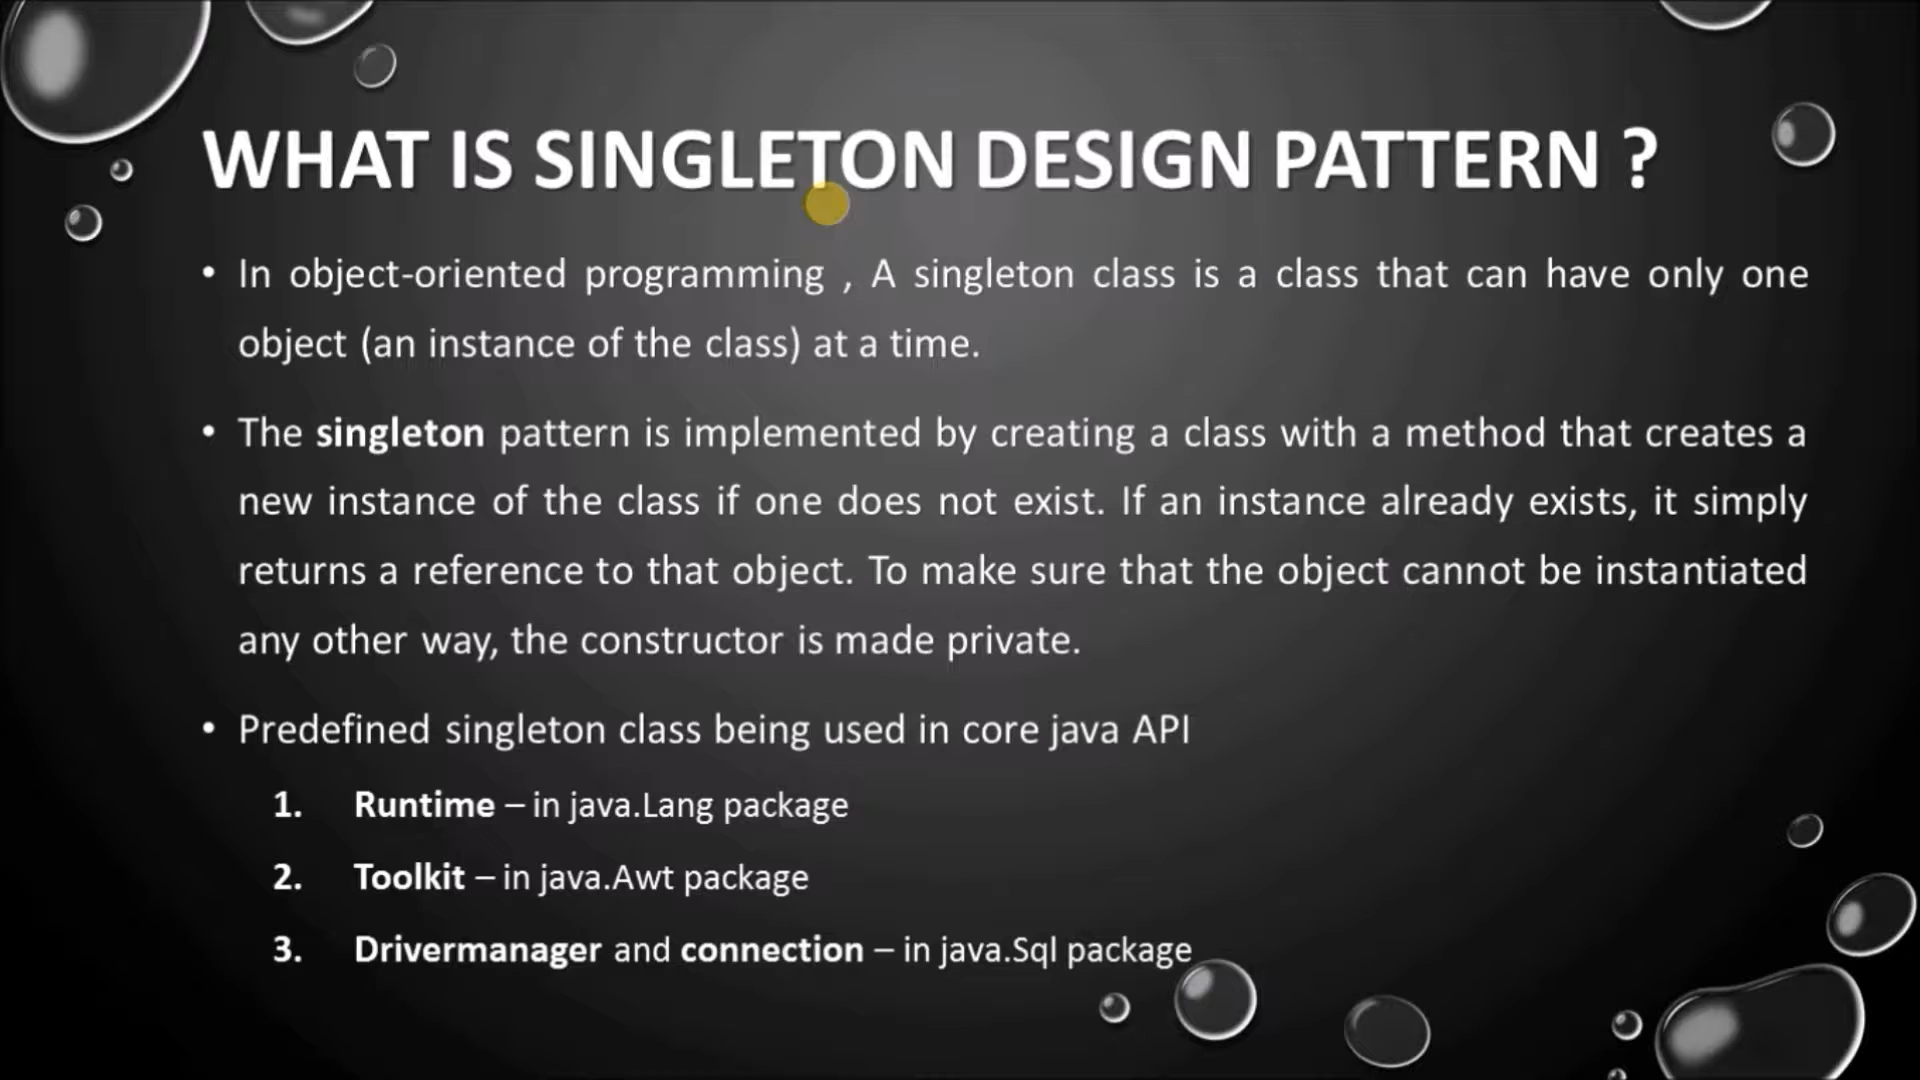 WHAT IS SINGLETON DESIGN PATTERN ?
• In object-oriented programming , A singleton class is a class that can have only one
object (an instance of the class) at a time.
• The singleton pattern is implemented by creating a class with a method that creates a
new instance of the class if one does not exist. If an instance already exists, it simply
returns a reference to that object. To make sure that the object cannot be instantiated
any other way, the constructor is made private.
• Predefined singleton class being used in core java API
1. Runtime – in java.Lang package
2. Toolkit – in java.Awt package
3. Drivermanager and connection – in java.Sql package